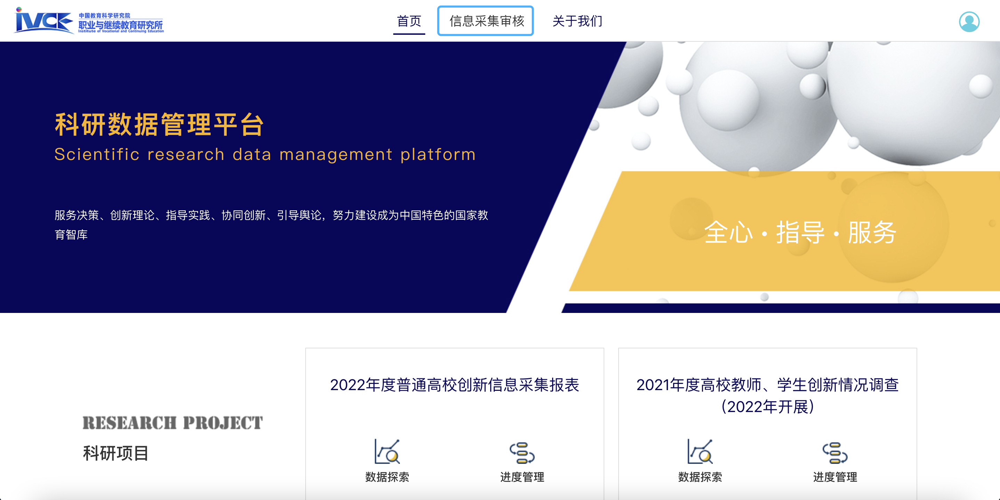 iVCE
中国教育科学研究院
职业与继续教育研究所
Institute of Vocational and Continuing Education
首页
信息采集审核
关于我们
科研数据管理平台
Scientific research data management platform
服务决策、创新理论、指导实践、协同创新、引导舆论，努力建设成为中国特色的国家教
育智库
全心·指导·服务
RESEARCH PROJECT
科研项目
2022年度普通高校创新信息采集报表
数据探索
进度管理
2021年度高校教师、学生创新情况调查
（2022年开展）
数据探索
进度管理